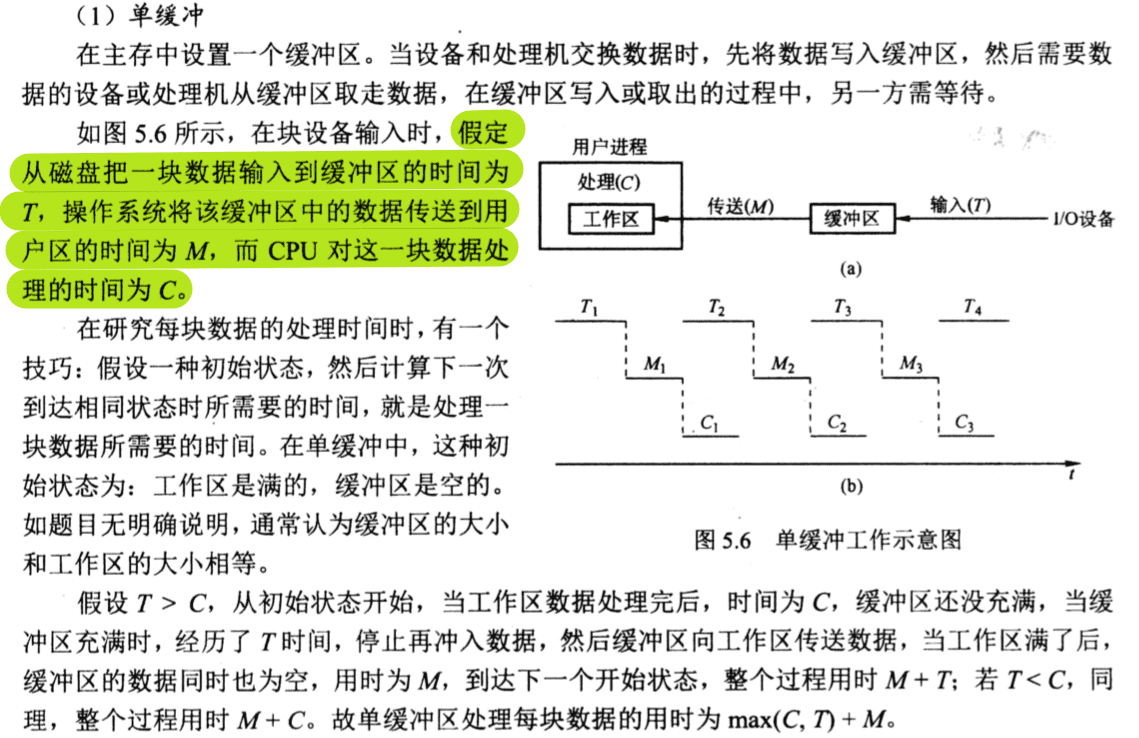 （1）单缓冲
在主存中设置一个缓冲区。当设备和处理机交换数据时，先将数据写入缓冲区，然后需要数
据的设备或处理机从缓冲区取走数据，在缓冲区写入或取出的过程中，另一方需等待。
如图 5.6 所示，在块设备输入时，假定
从磁盘把一块数据输入到缓冲区的时间为
T，操作系统将该缓冲区中的数据传送到用
户区的时间为 M，而 CPU 对这一块数据处
理的时间为 C。
在研究每块数据的处理时间时，有一个
技巧：假设一种初始状态，然后计算下一次
到达相同状态时所需要的时间，就是处理一
块数据所需要的时间。在单缓冲中，这种初
始状态为：工作区是满的，缓冲区是空的。
如题目无明确说明，通常认为缓冲区的大小
和工作区的大小相等。
用户进程
处理(C)
工作区
传送(M)
缓冲区
输入(T)
I/O设备
(a)
T1 T2 T3 T4
M1 M2 M3
C1 C2 C3
t
(b)
图 5.6 单缓冲工作示意图
假设 T > C，从初始状态开始，当工作区数据处理完后，时间为 C，缓冲区还没充满，当缓
冲区充满时，经历了 T 时间，停止再冲入数据，然后缓冲区向工作区传送数据，当工作区满了后，
缓冲区的数据同时也为空，用时为 M，到达下一个开始状态，整个过程用时 M + T；若 T < C，同
理，整个过程用时 M + C。故单缓冲区处理每块数据的用时为 max(C, T) + M。